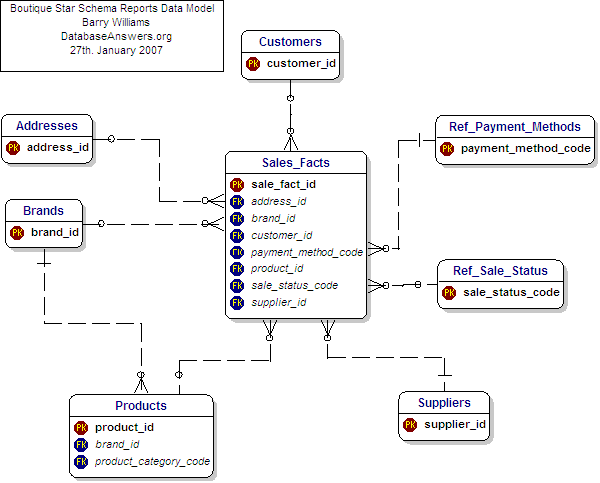 Boutique Star Schema Reports Data Model
Barry Williams
DatabaseAnswers.org
27th. January 2007
Customers
PK customer_id
Addresses
PK address_id
Ref_Payment_Methods
PK payment_method_code
Sales_Facts
PK sale_fact_id
FK address_id
FK brand_id
FK customer_id
FK payment_method_code
FK product_id
FK sale_status_code
FK supplier_id
Brands
PK brand_id
Ref_Sale_Status
PK sale_status_code
Products
PK product_id
FK brand_id
FK product_category_code
Suppliers
PK supplier_id